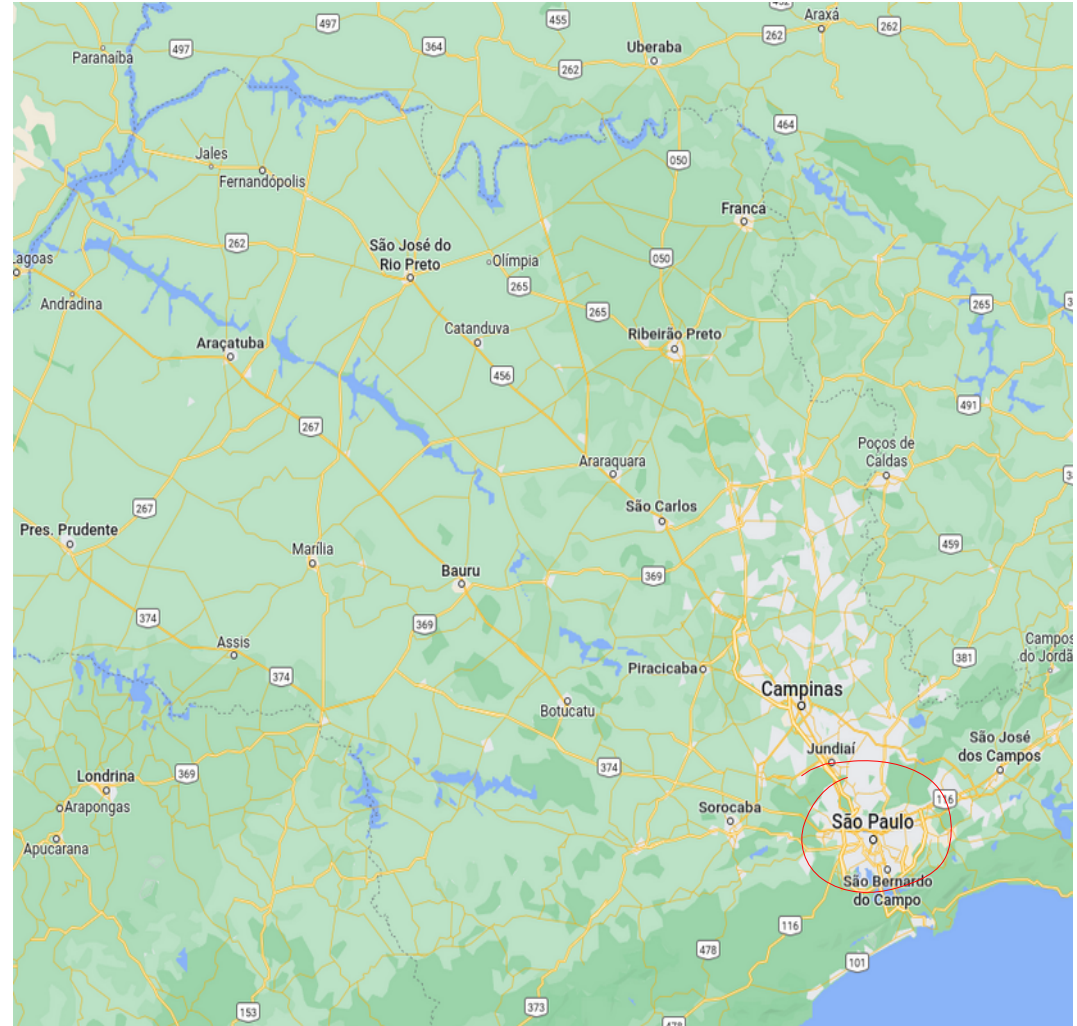 455
452
Araxá
497
262
364
262
497
Uberaba
Paranaíba
262
464
Jales
050
Fernandópolis
Franca
262
São José do
Rio Preto
Olímpia
050
Lagoas
265
Andradina
265
265
Catanduva
Ribeirão Preto
Araçatuba
456
491
267
Poços de
Caldas
Araraquara
267
São Carlos
Pres. Prudente
459
Marília
Bauru
369
374
369
Assis
Campos
do Jordã
381
Piracicaba
374
Campinas
Botucatu
São José
dos Campos
Jundiaí
374
369
Londrina
116
Arapongas
Sorocaba
São Paulo
Apucarana
São Bernardo
do Campo
116
478
101
153
373
478